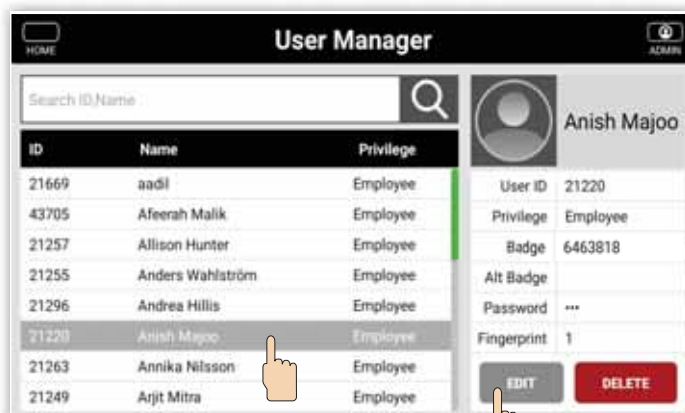 HOME
User Manager
ADMIN
Search ID,Name
ID Name Privilege
21669 aadil Employee
43705 Afeerah Malik Employee
21257 Allison Hunter Employee
21255 Anders Wahlström Employee
21296 Andrea Hillis Employee
21220 Anish Majoo Employee
21263 Annika Nilsson Employee
21249 Arjit Mitra Employee
Anish Majoo
User ID 21220
Privilege Employee
Badge 6463818
Alt Badge
Password ···
Fingerprint 1
EDIT DELETE